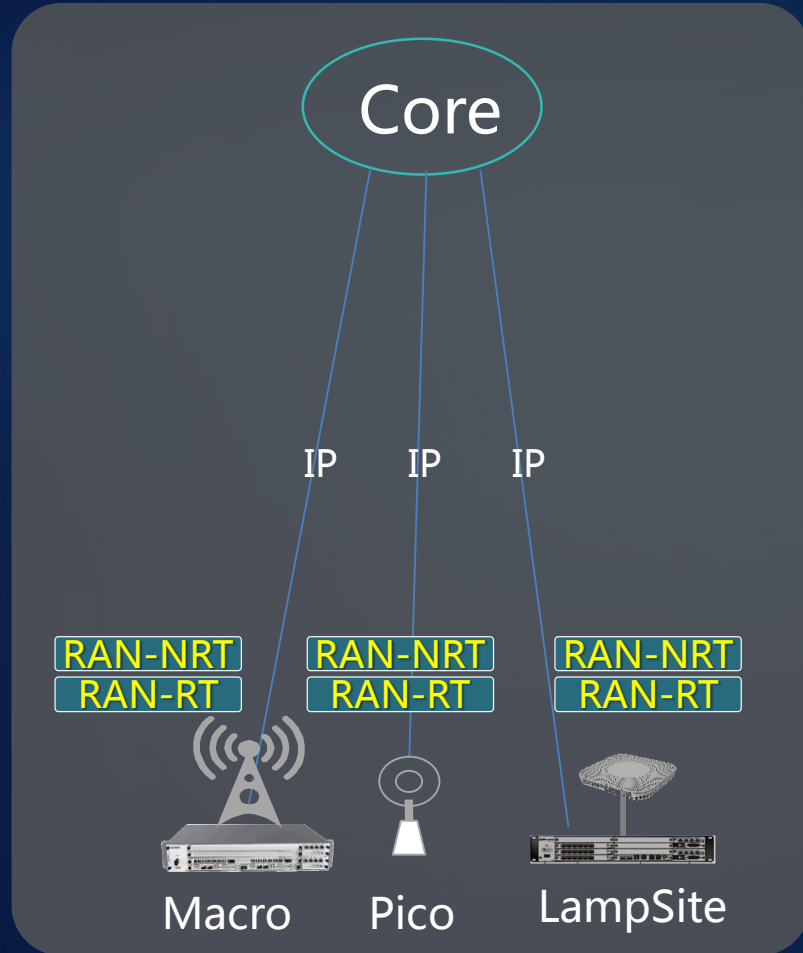 Core
IP IP IP
RAN-NRT RAN-NRT RAN-NRT
RAN-RT RAN-RT RAN-RT
Macro Pico LampSite